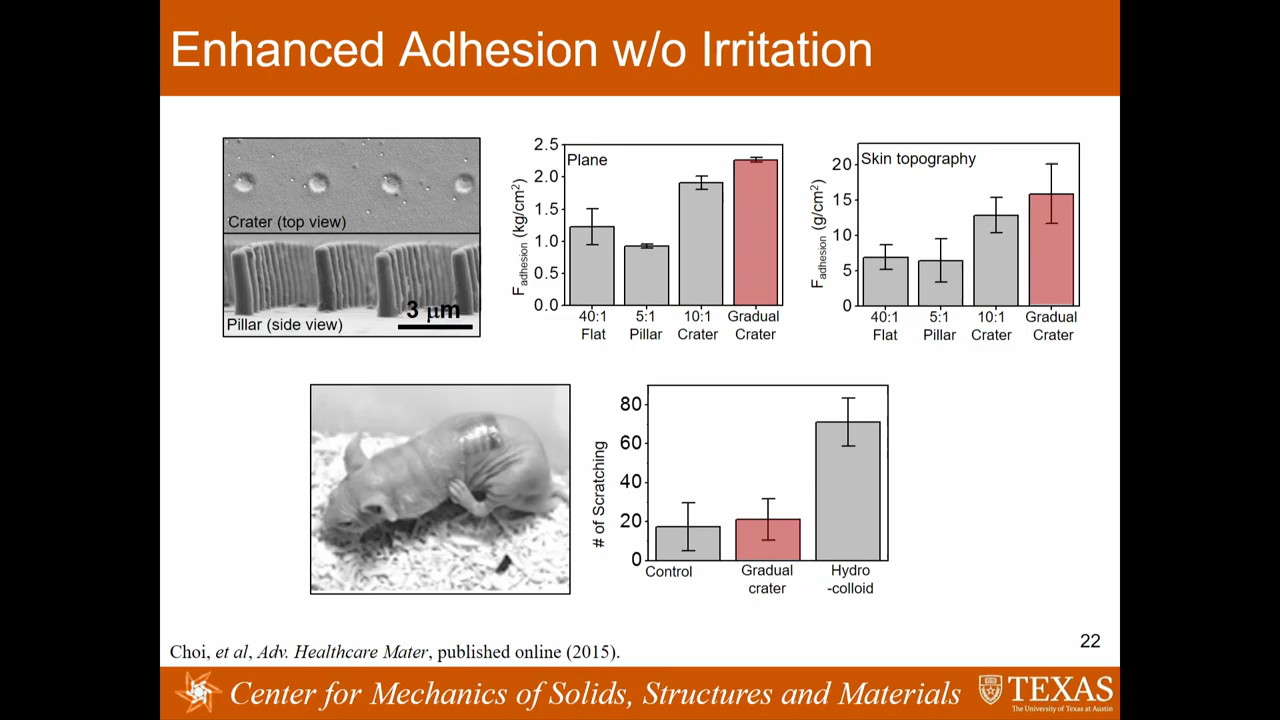 Enhanced Adhesion w/o Irritation
Crater (top view)
Pillar (side view)
3 μm
F adhesion (kg/cm²)
2.5
2.0
1.5
1.0
0.5
0.0
Plane
40:1 5:1 10:1 Gradual
Flat Pillar Crater Crater
F adhesion (g/cm²)
20
15
10
5
0
Skin topography
40:1 5:1 10:1 Gradual
Flat Pillar Crater Crater
# of Scratching
80
60
40
20
0
Control Gradual Hydro
crater -colloid
22
Choi, et al, Adv. Healthcare Mater, published online (2015).
Center for Mechanics of Solids, Structures and Materials
TEXAS
The University of Texas at Austin